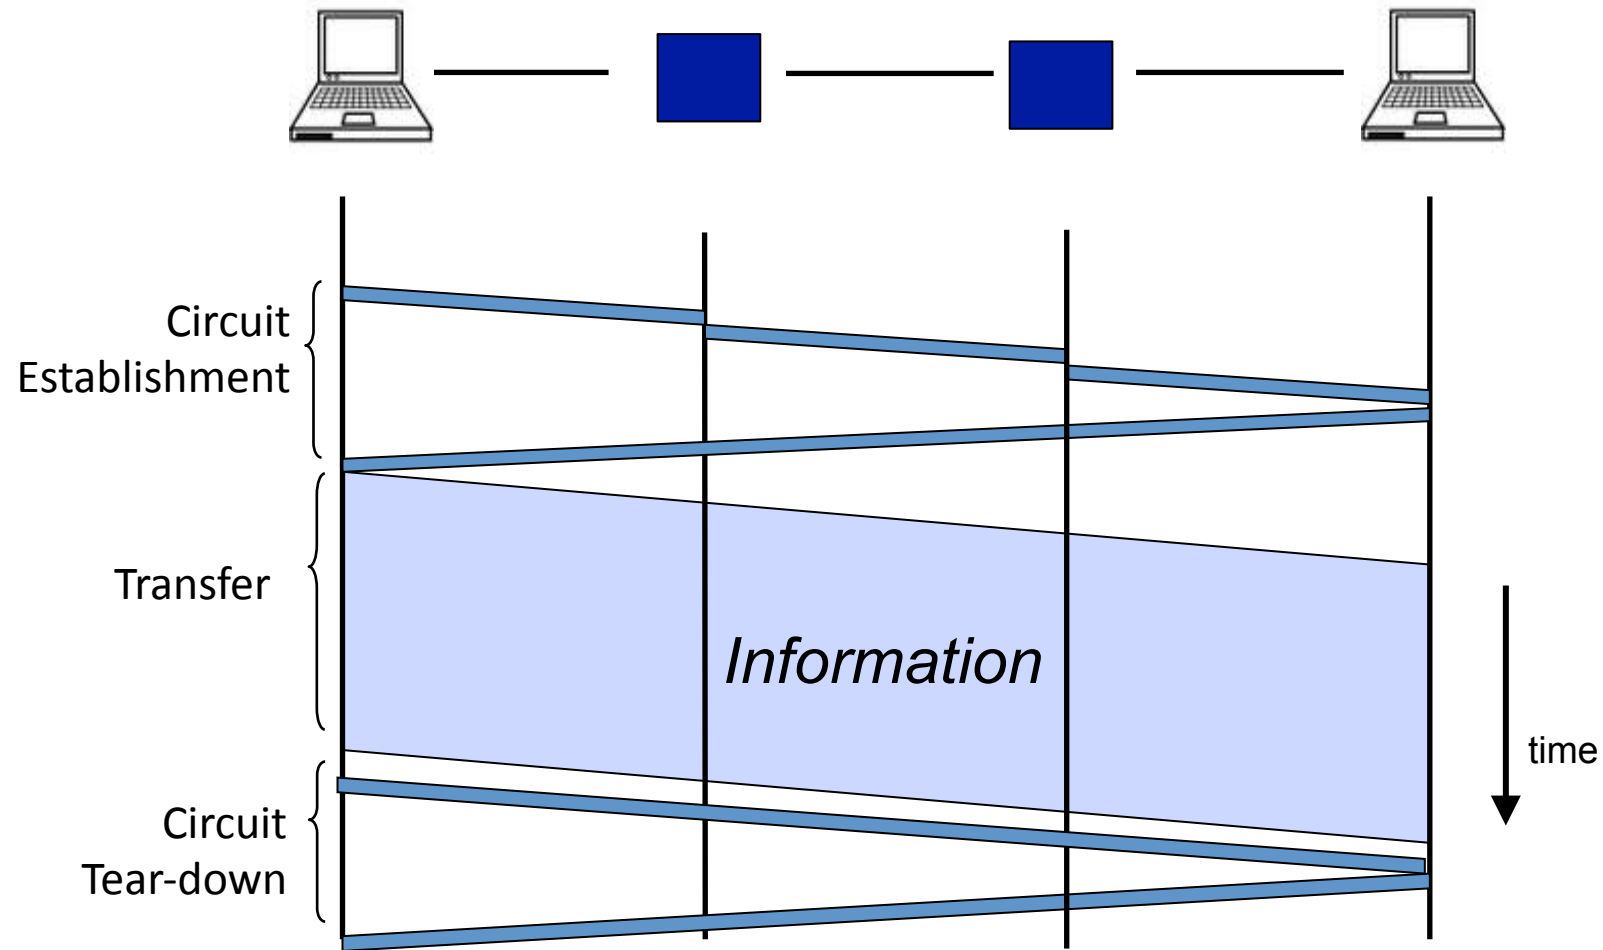 Circuit
Establishment
Transfer
Information
time
Circuit
Tear-down